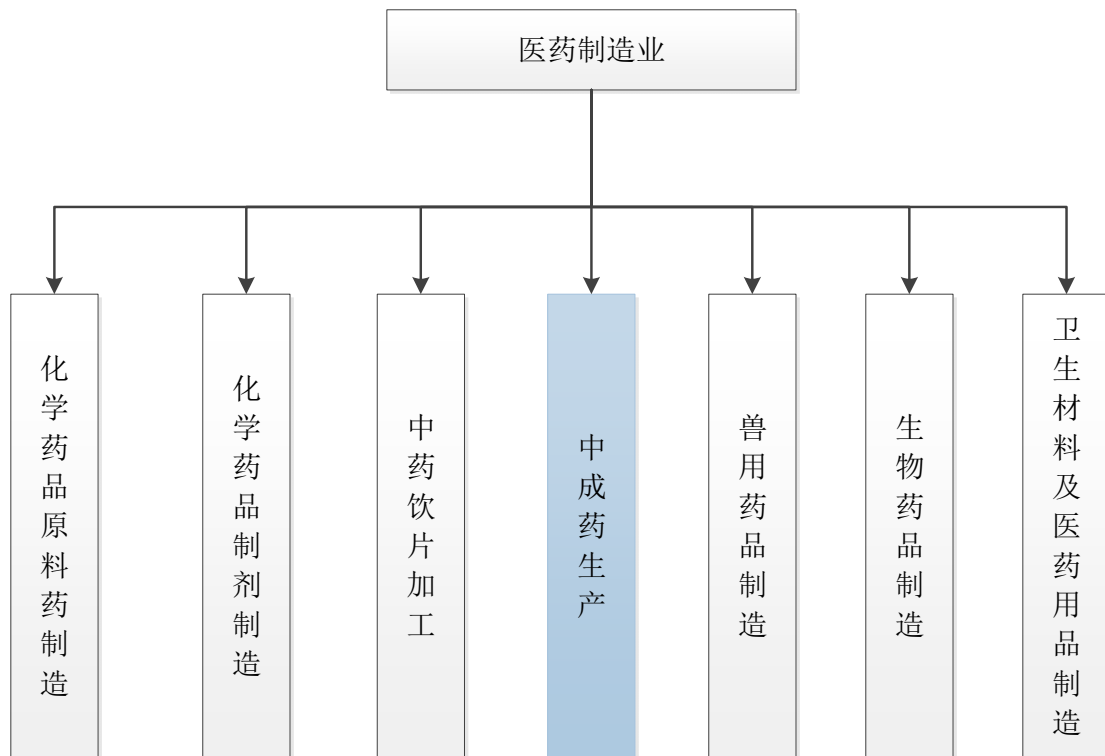 医药制造业
化学药品原料药制造
化学药品制剂制造
中药饮片加工
中成药生产
兽用药品制造
生物药品制造
卫生材料及医药用品制造